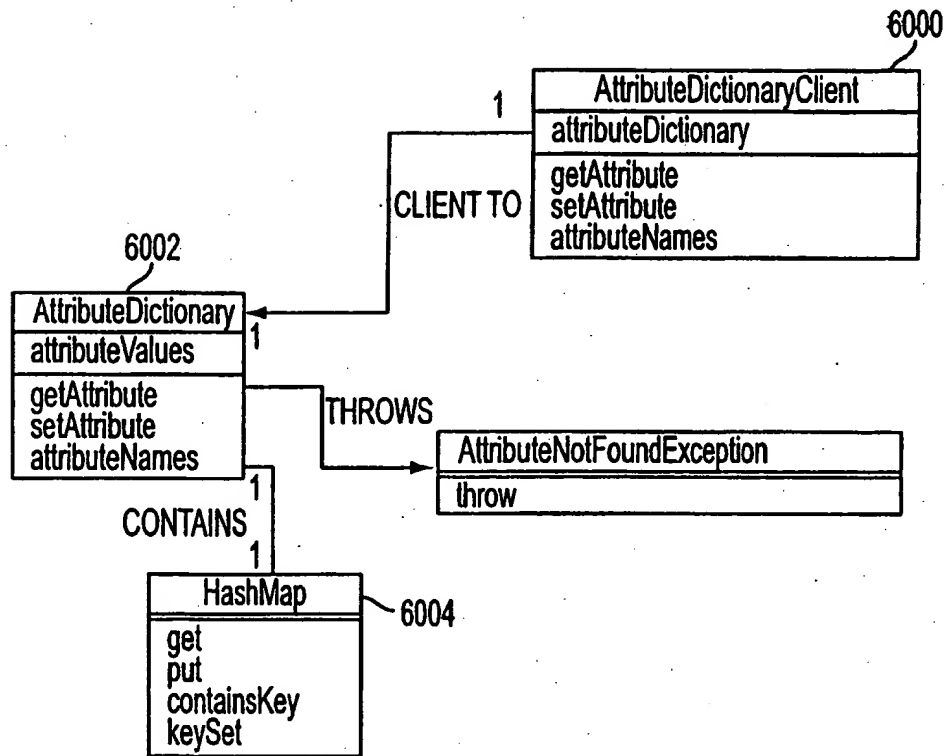 6000
AttributeDictionaryClient
attributeDictionary
getAttribute
setAttribute
attributeNames
1
CLIENT TO
6002
AttributeDictionary
1
attributeValues
getAttribute
setAttribute
attributeNames
THROWS
AttributeNotFoundException
throw
1
CONTAINS
1
HashMap
6004
get
put
containsKey
keySet